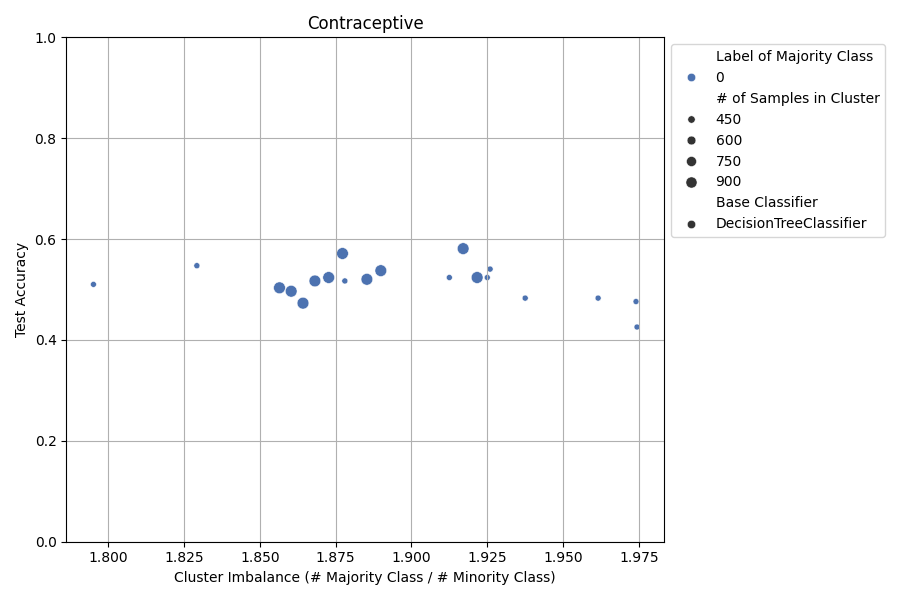 Contraceptive
1.0
0.8
0.6
0.4
0.2
0.0
Test Accuracy
1.800
1.825
1.850
1.875
1.900
1.925
1.950
1.975
Cluster Imbalance (# Majority Class / # Minority Class)
Label of Majority Class
0
# of Samples in Cluster
450
600
750
900
Base Classifier
DecisionTreeClassifier